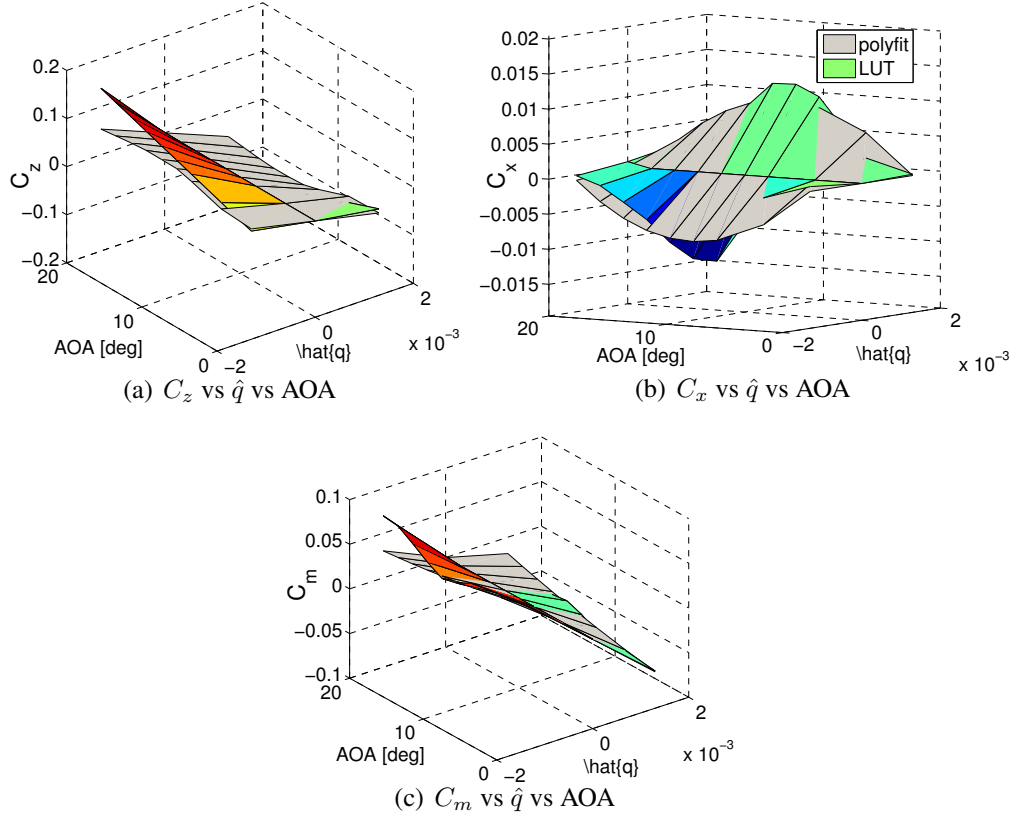 0.2
0.1
0
−0.1
−0.2
C_z
20
10
0
AOA [deg]
−2
0
2
\hat{q}
x 10^{-3}
(a) C_z vs q̂ vs AOA
0.02
0.015
0.01
0.005
0
−0.005
−0.01
−0.015
C_x
polyfit
LUT
20
10
0
AOA [deg]
−2
0
2
\hat{q}
x 10^{-3}
(b) C_x vs q̂ vs AOA
0.1
0.05
0
−0.05
−0.1
C_m
20
10
0
AOA [deg]
−2
0
2
\hat{q}
x 10^{-3}
(c) C_m vs q̂ vs AOA